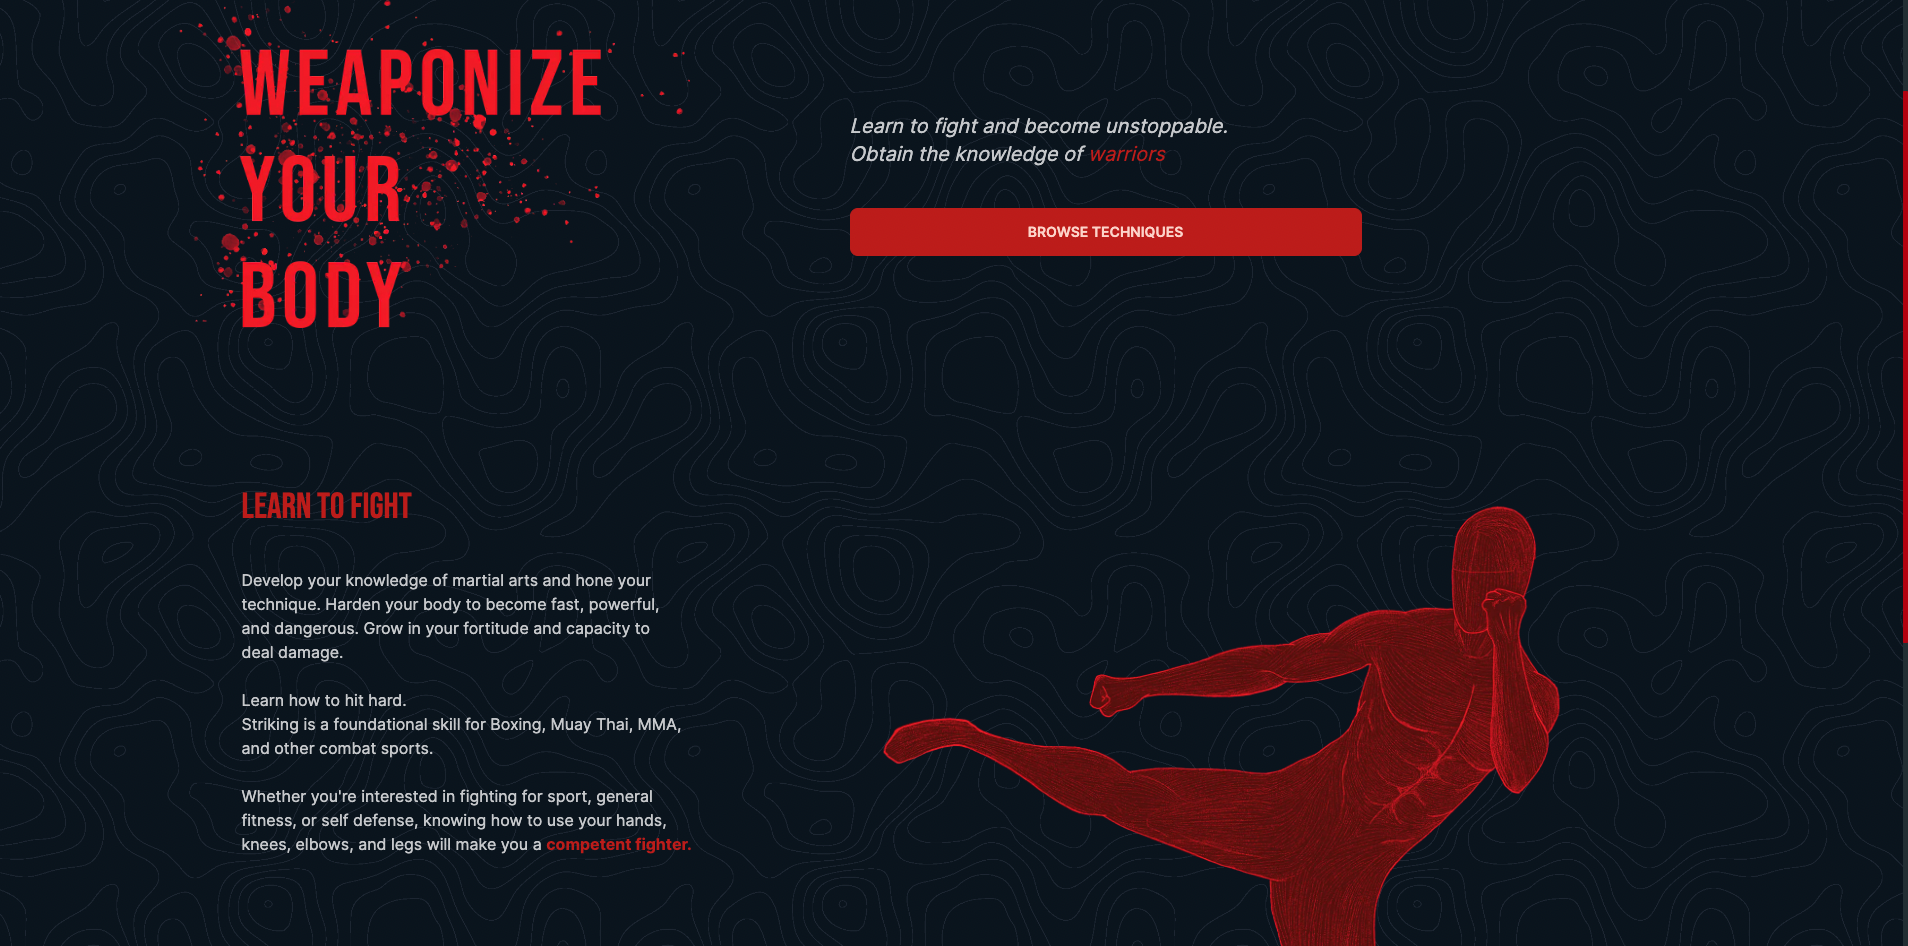 WEAPONIZE
YOUR
BODY
Learn to fight and become unstoppable.
Obtain the knowledge of warriors
BROWSE TECHNIQUES
LEARN TO FIGHT
Develop your knowledge of martial arts and hone your
technique. Harden your body to become fast, powerful,
and dangerous. Grow in your fortitude and capacity to
deal damage.
Learn how to hit hard.
Striking is a foundational skill for Boxing, Muay Thai, MMA,
and other combat sports.
Whether you're interested in fighting for sport, general
fitness, or self defense, knowing how to use your hands,
knees, elbows, and legs will make you a competent fighter.